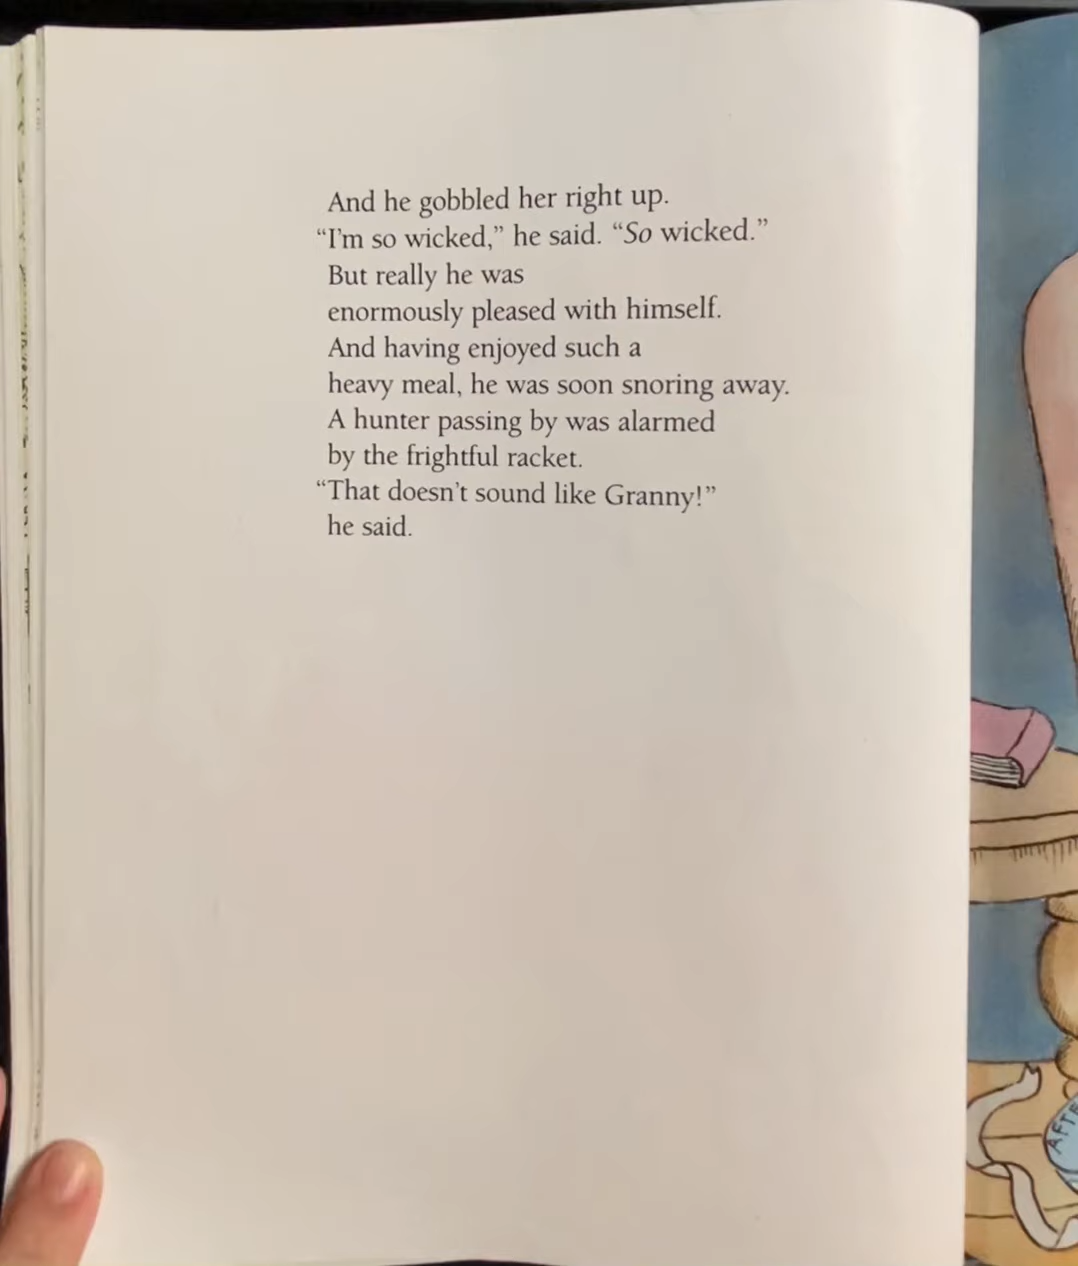 And he gobbled her right up.
“I'm so wicked,” he said. “So wicked.”
But really he was
enormously pleased with himself.
And having enjoyed such a
heavy meal, he was soon snoring away.
A hunter passing by was alarmed
by the frightful racket.
“That doesn't sound like Granny!”
he said.
AFTE